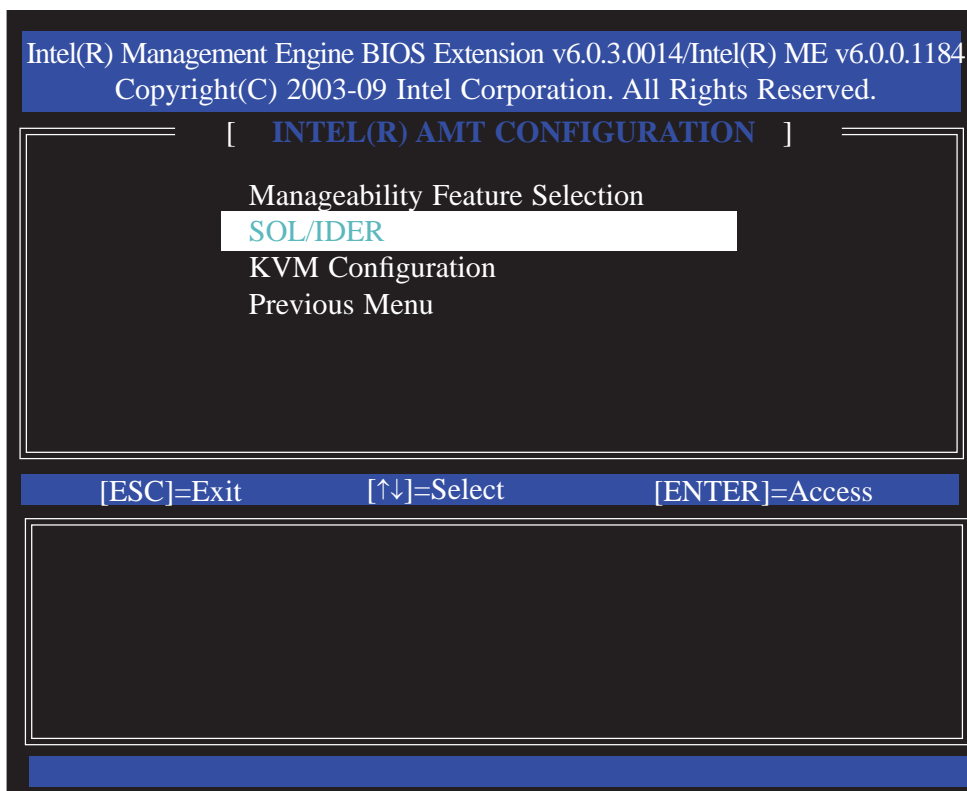 Intel(R) Management Engine BIOS Extension v6.0.3.0014/Intel(R) ME v6.0.0.1184
Copyright(C) 2003-09 Intel Corporation. All Rights Reserved.
[ INTEL(R) AMT CONFIGURATION ]
Manageability Feature Selection
SOL/IDER
KVM Configuration
Previous Menu
[ESC]=Exit [↑↓]=Select [ENTER]=Access